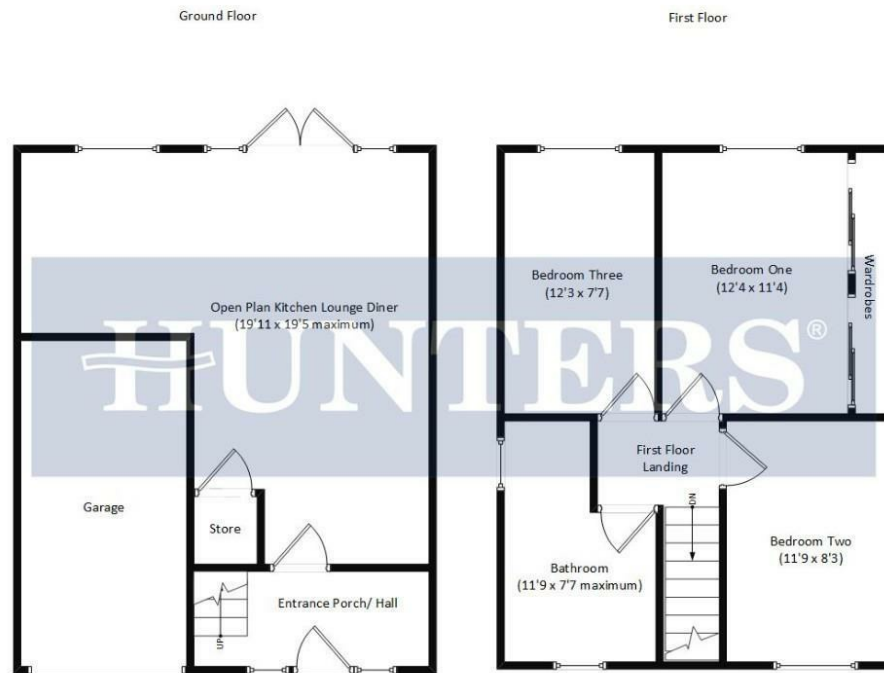 Ground Floor
First Floor
Open Plan Kitchen Lounge Diner
(19'11 x 19'5 maximum)
Garage
Store
Entrance Porch/ Hall
UP
Bedroom Three
(12'3 x 7'7)
Bedroom One
(12'4 x 11'4)
Wardrobes
HUNTERS®
First Floor
Landing
DN
Bathroom
(11'9 x 7'7 maximum)
Bedroom Two
(11'9 x 8'3)